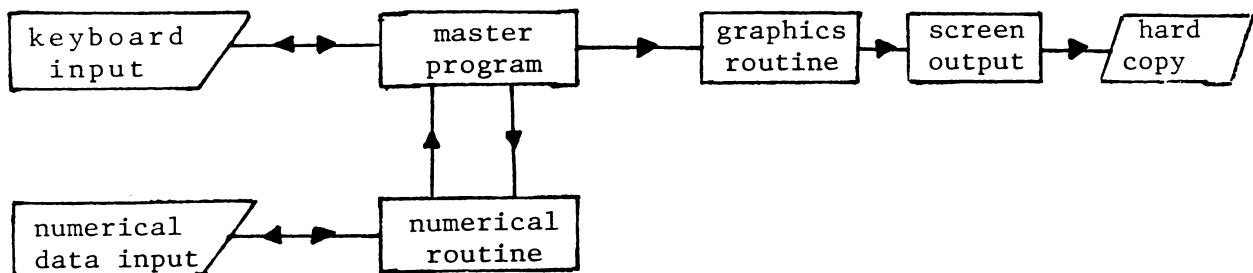 keyboard
input
master
program
graphics
routine
screen
output
hard
copy
numerical
data input
numerical
routine